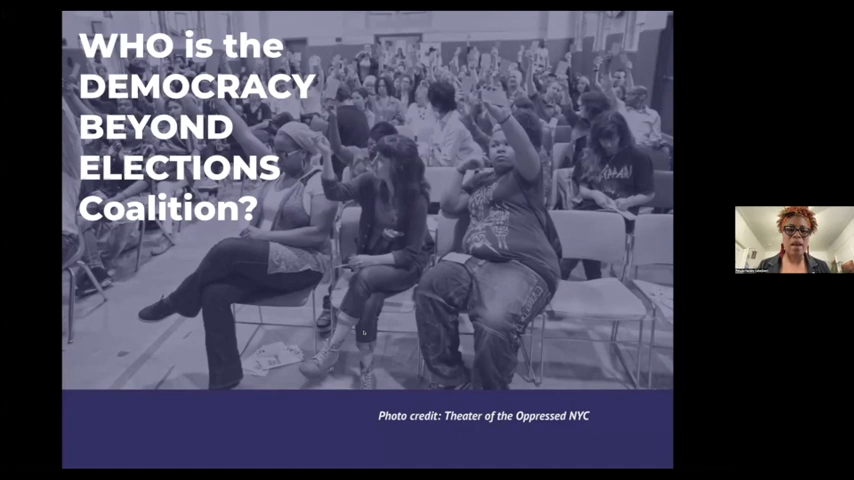 WHO is the
DEMOCRACY
BEYOND
ELECTIONS
Coalition?
Photo credit: Theater of the Oppressed NYC